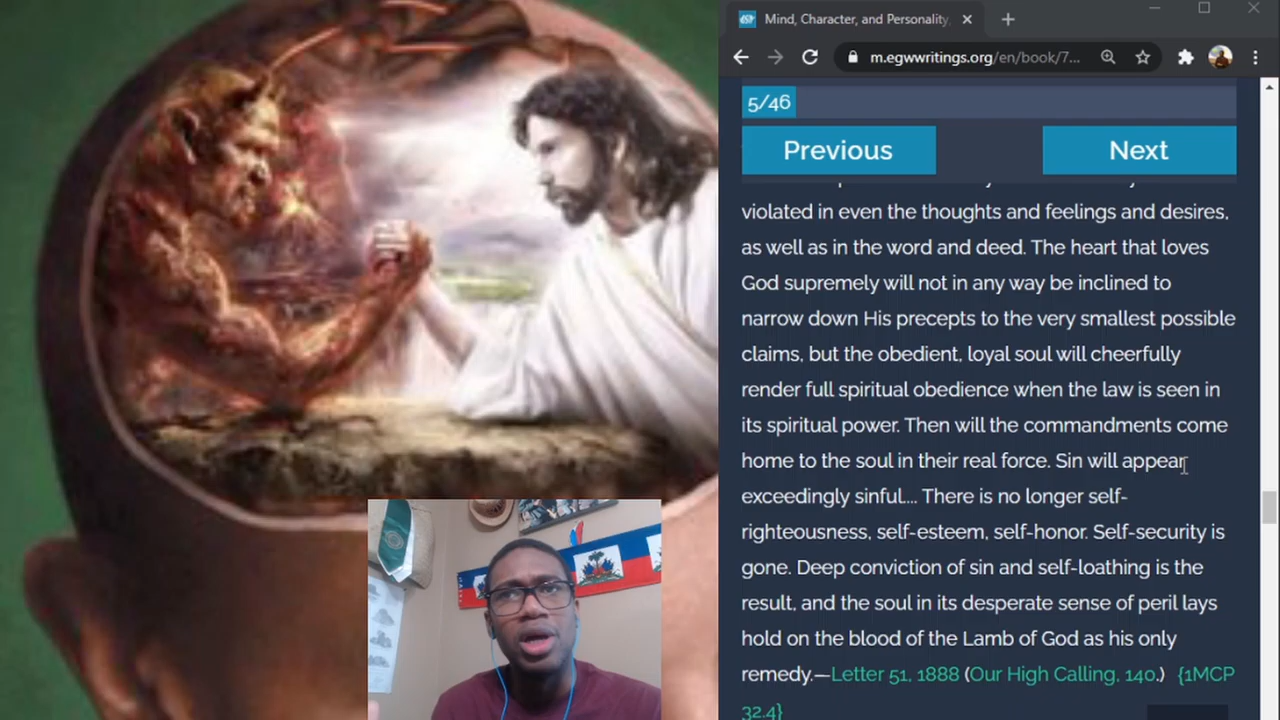 Mind, Character, and Personality,
m.egwwritings.org/en/book/7...
5/46
Previous
Next
violated in even the thoughts and feelings and desires,
as well as in the word and deed. The heart that loves
God supremely will not in any way be inclined to
narrow down His precepts to the very smallest possible
claims, but the obedient, loyal soul will cheerfully
render full spiritual obedience when the law is seen in
its spiritual power. Then will the commandments come
home to the soul in their real force. Sin will appear
exceedingly sinful... There is no longer self-
righteousness, self-esteem, self-honor. Self-security is
gone. Deep conviction of sin and self-loathing is the
result, and the soul in its desperate sense of peril lays
hold on the blood of the Lamb of God as his only
remedy.—Letter 51, 1888 (Our High Calling, 140.) {1MCP
32.4}